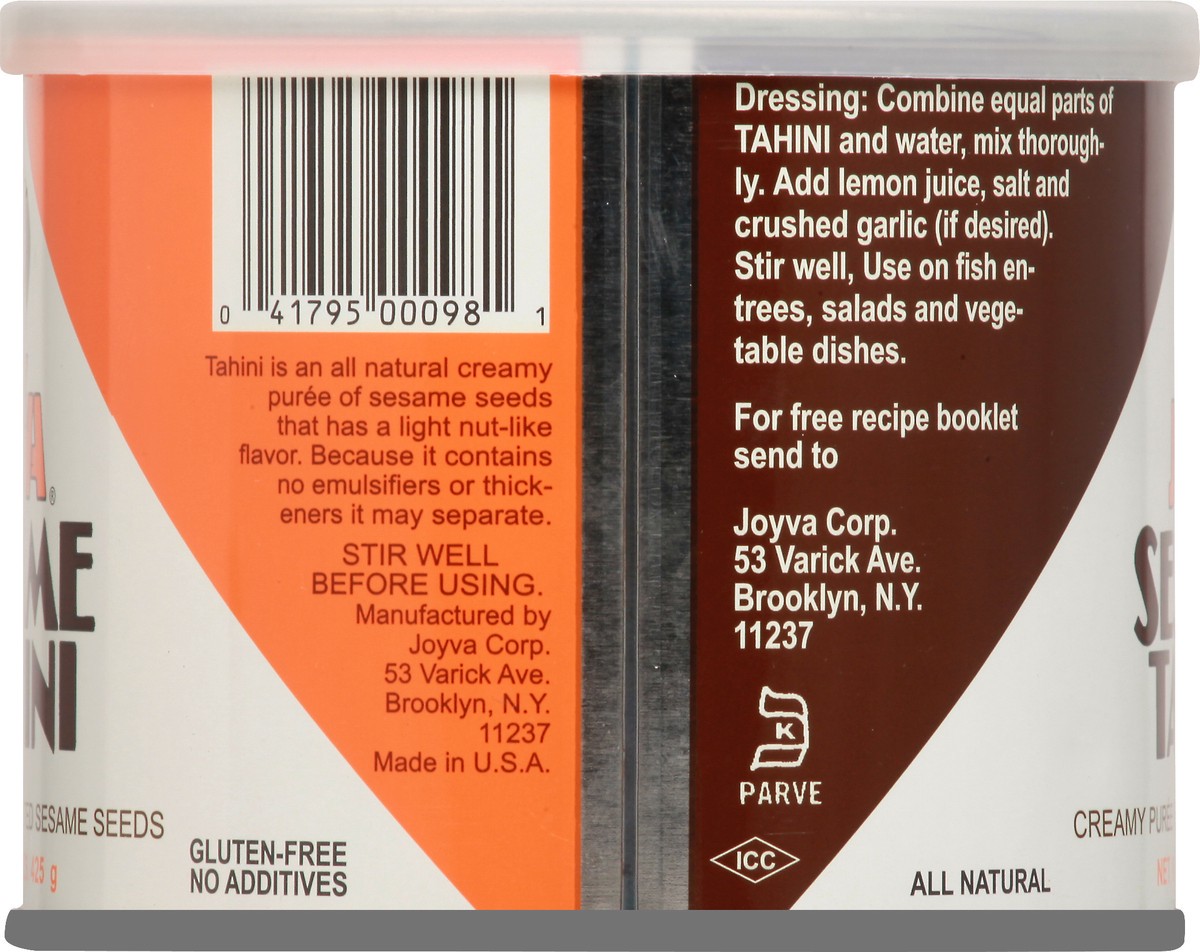 0 41795 00098 1
Tahini is an all natural creamy
purée of sesame seeds
that has a light nut-like
flavor. Because it contains
no emulsifiers or thick-
eners it may separate.
STIR WELL
BEFORE USING.
Manufactured by
Joyva Corp.
53 Varick Ave.
Brooklyn, N.Y.
11237
Made in U.S.A.
SESAME SEEDS
425 g
GLUTEN-FREE
NO ADDITIVES
Dressing: Combine equal parts of
TAHINI and water, mix thorough-
ly. Add lemon juice, salt and
crushed garlic (if desired).
Stir well, Use on fish en-
trees, salads and vege-
table dishes.
For free recipe booklet
send to
Joyva Corp.
53 Varick Ave.
Brooklyn, N.Y.
11237
K
PARVE
ICC
ALL NATURAL
CREAMY